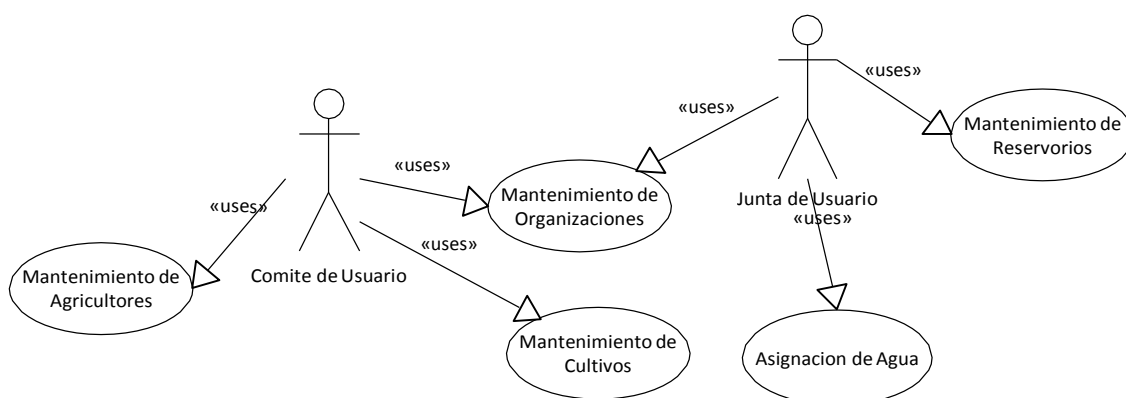 «uses»
Mantenimiento de
Reservorios
«uses»
«uses»
Mantenimiento de
Organizaciones
Junta de Usuario
«uses»
«uses»
«uses»
Mantenimiento de
Agricultores
Comite de Usuario
Mantenimiento de
Cultivos
Asignacion de Agua